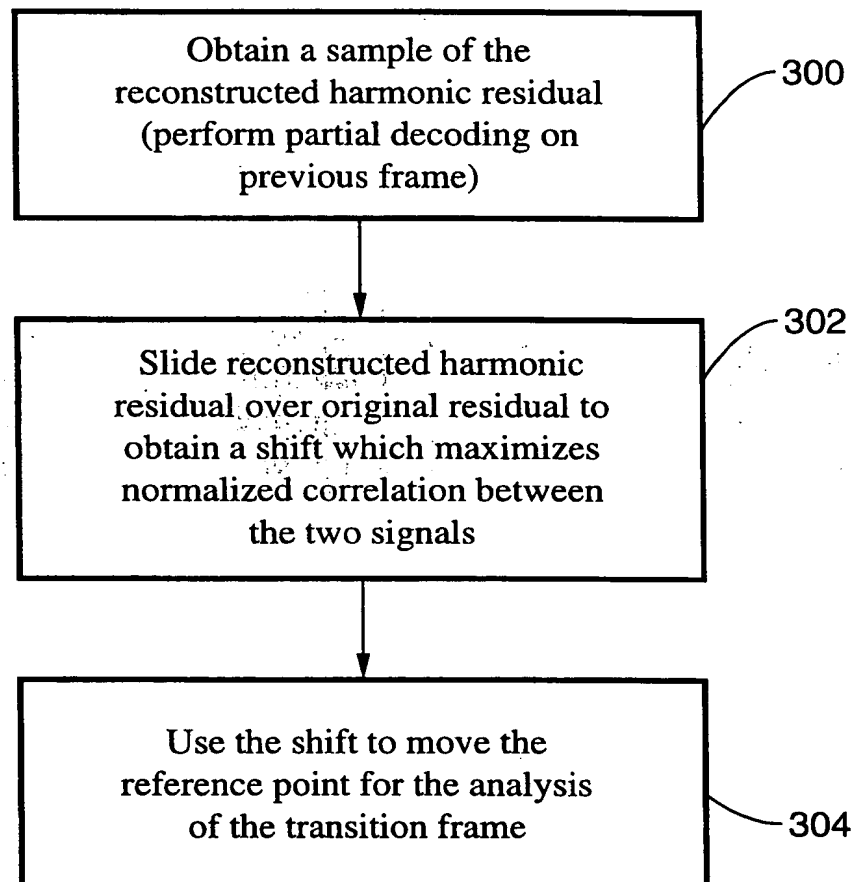 Obtain a sample of the
reconstructed harmonic residual
(perform partial decoding on
previous frame)
300
Slide reconstructed harmonic
residual over original residual to
obtain a shift which maximizes
normalized correlation between
the two signals
302
Use the shift to move the
reference point for the analysis
of the transition frame
304